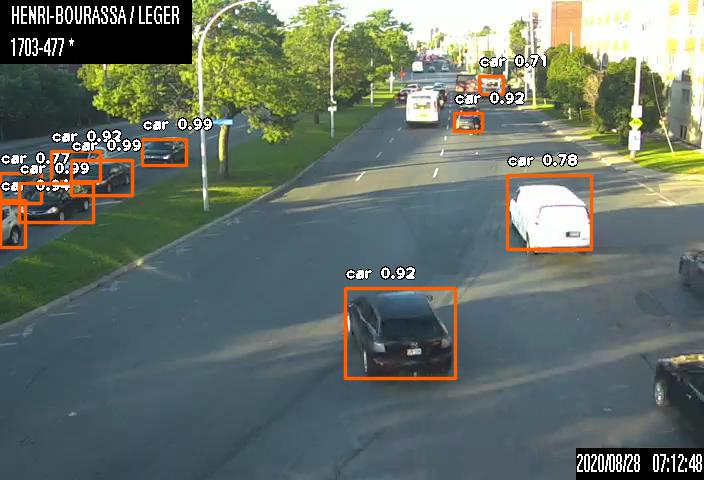 HENRI-BOURASSA / LEGER
1703-477 *
car 0.71
car 0.92
car 0.99
car 0.92
car 0.99
car 0.77
car 0.99
car 0.94
car 0.78
car 0.92
2020/08/28 07:12:48